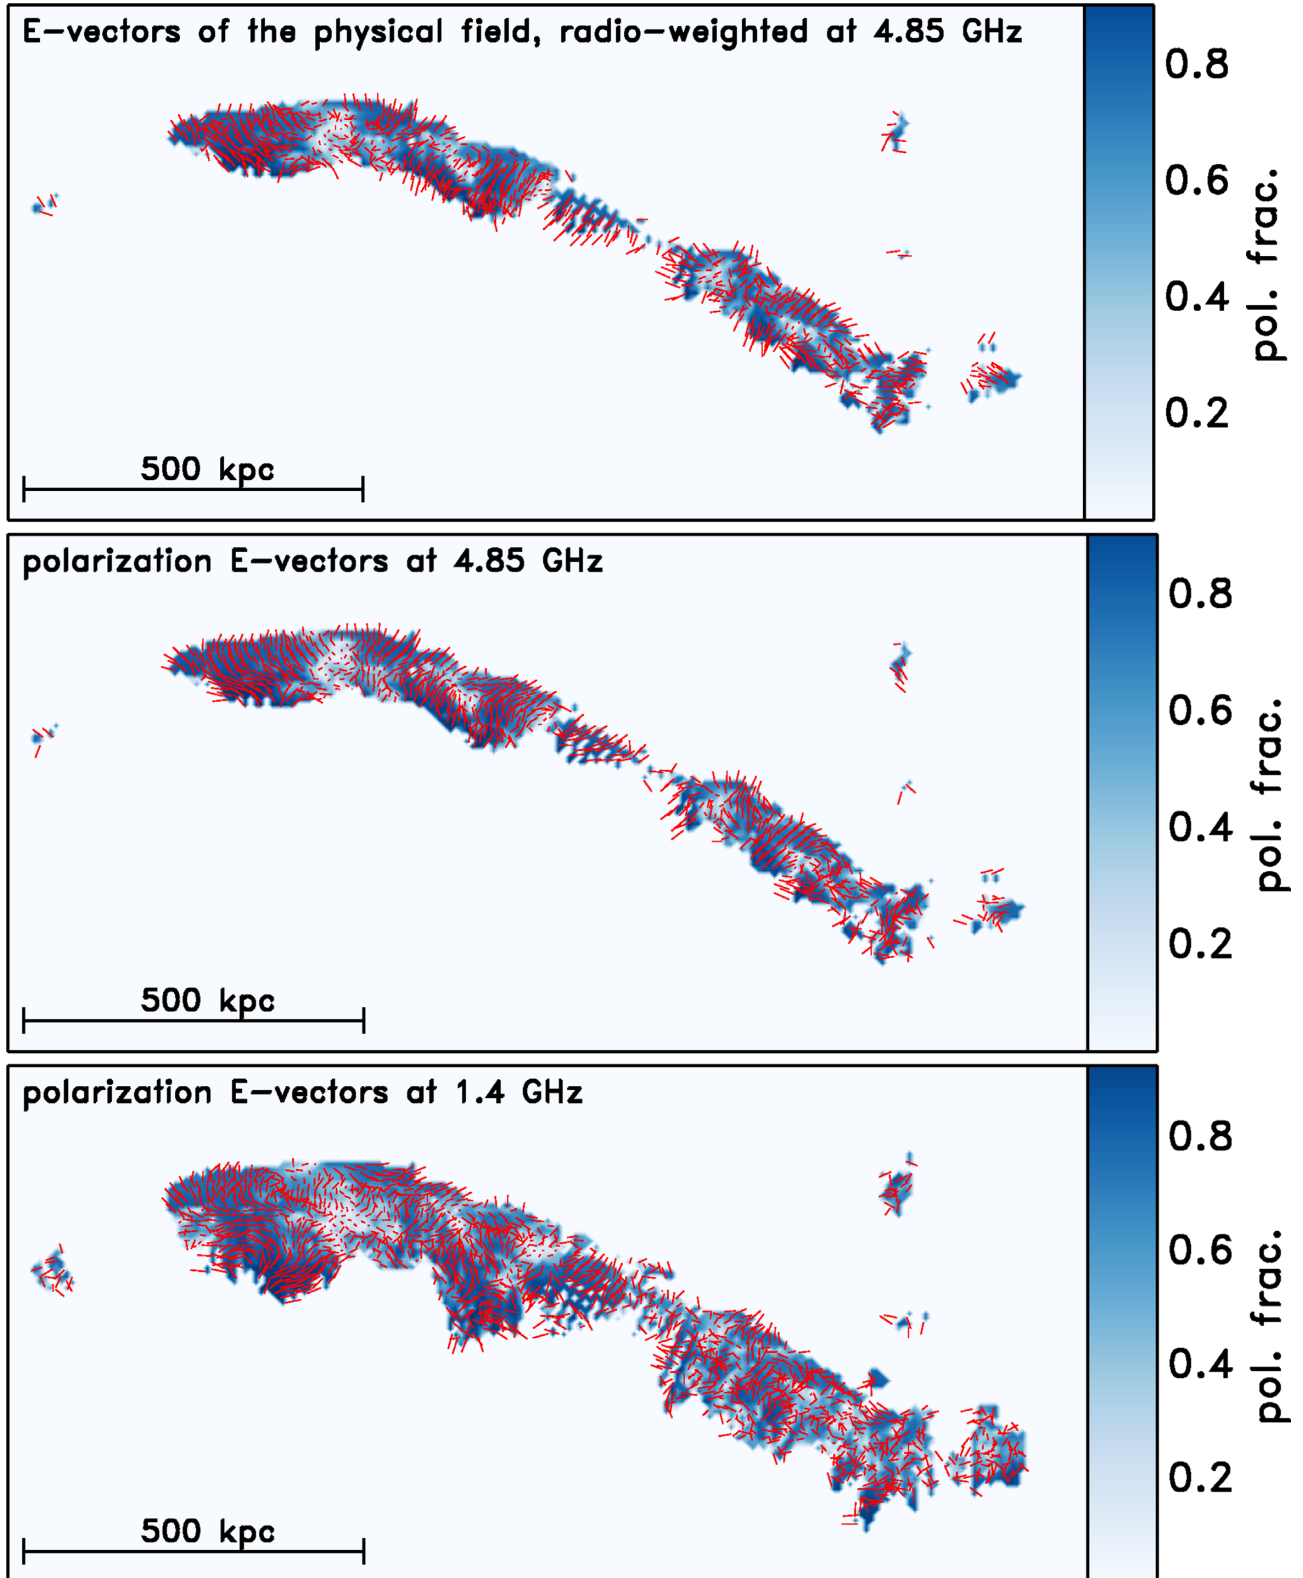 E-vectors of the physical field, radio-weighted at 4.85 GHz
0.8
0.6
0.4
0.2
pol. frac.
500 kpc
polarization E-vectors at 4.85 GHz
0.8
0.6
0.4
0.2
pol. frac.
500 kpc
polarization E-vectors at 1.4 GHz
0.8
0.6
0.4
0.2
pol. frac.
500 kpc